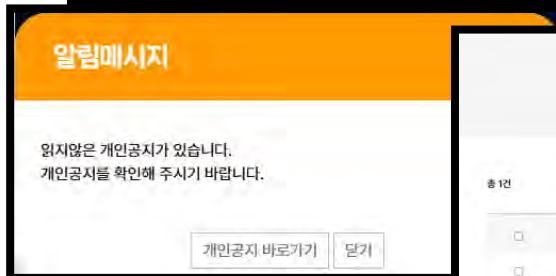 알림메시지
읽지않은 개인공지가 있습니다.
개인공지를 확인해 주시기 바랍니다.
개인공지 바로가기 닫기
총 1건